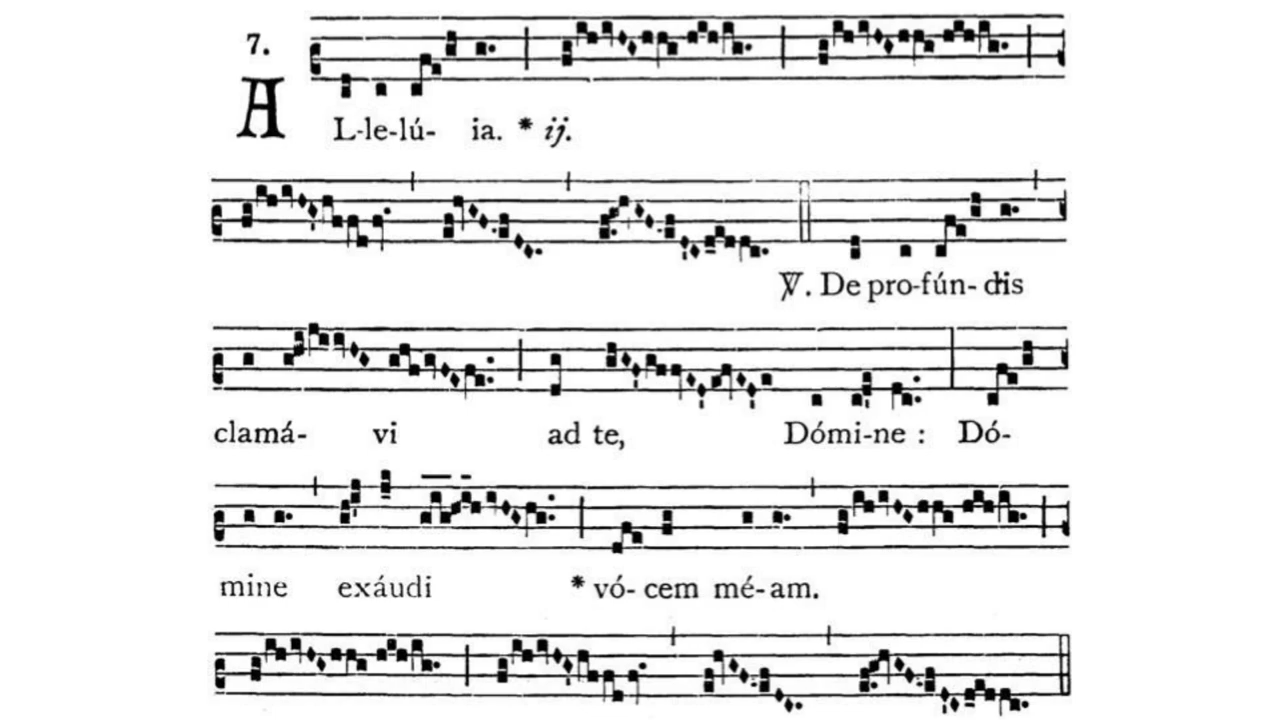 7.
AL-le-lú- ia. * ij.
℣. De pro-fún- dis
clamá- vi ad te, Dómi-ne : Dó-
mine exáudi * vó- cem mé-am.